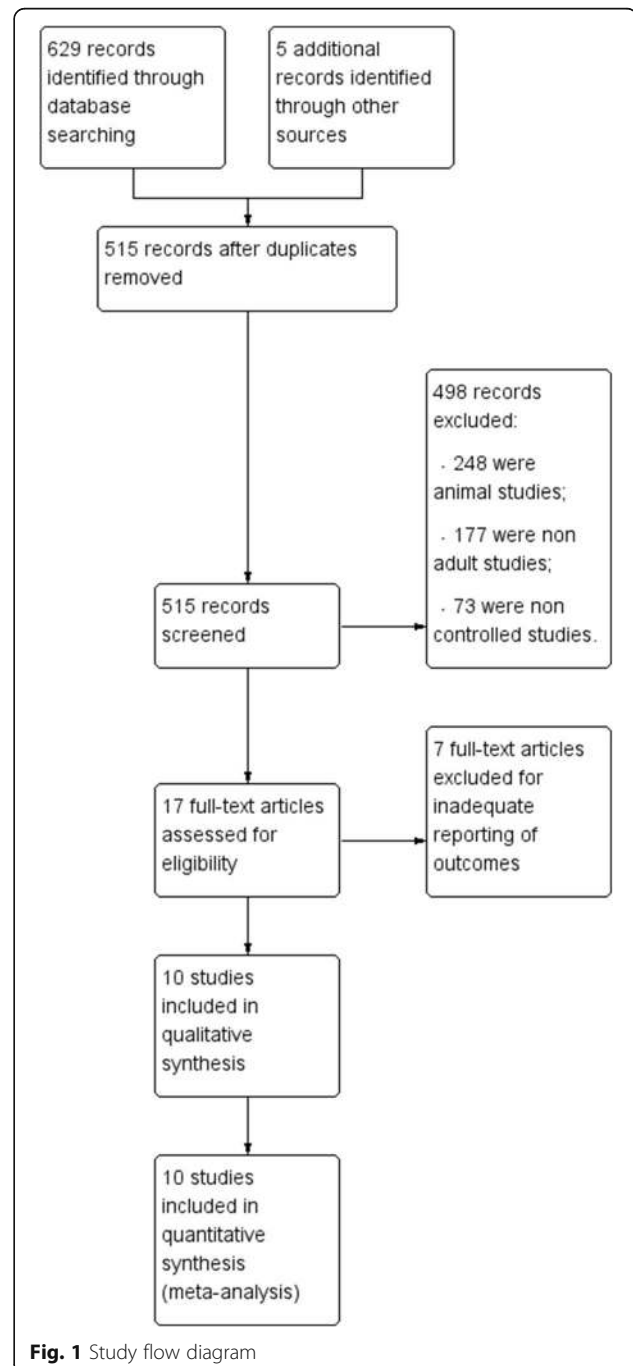 629 records
identified through
database
searching
5 additional
records identified
through other
sources
515 records after duplicates
removed
498 records
excluded:
. 248 were
animal studies;
. 177 were non
adult studies;
. 73 were non
controlled studies.
515 records
screened
7 full-text articles
excluded for
inadequate
reporting of
outcomes
17 full-text articles
assessed for
eligibility
10 studies
included in
qualitative
synthesis
10 studies
included in
quantitative
synthesis
(meta-analysis)
Fig. 1 Study flow diagram